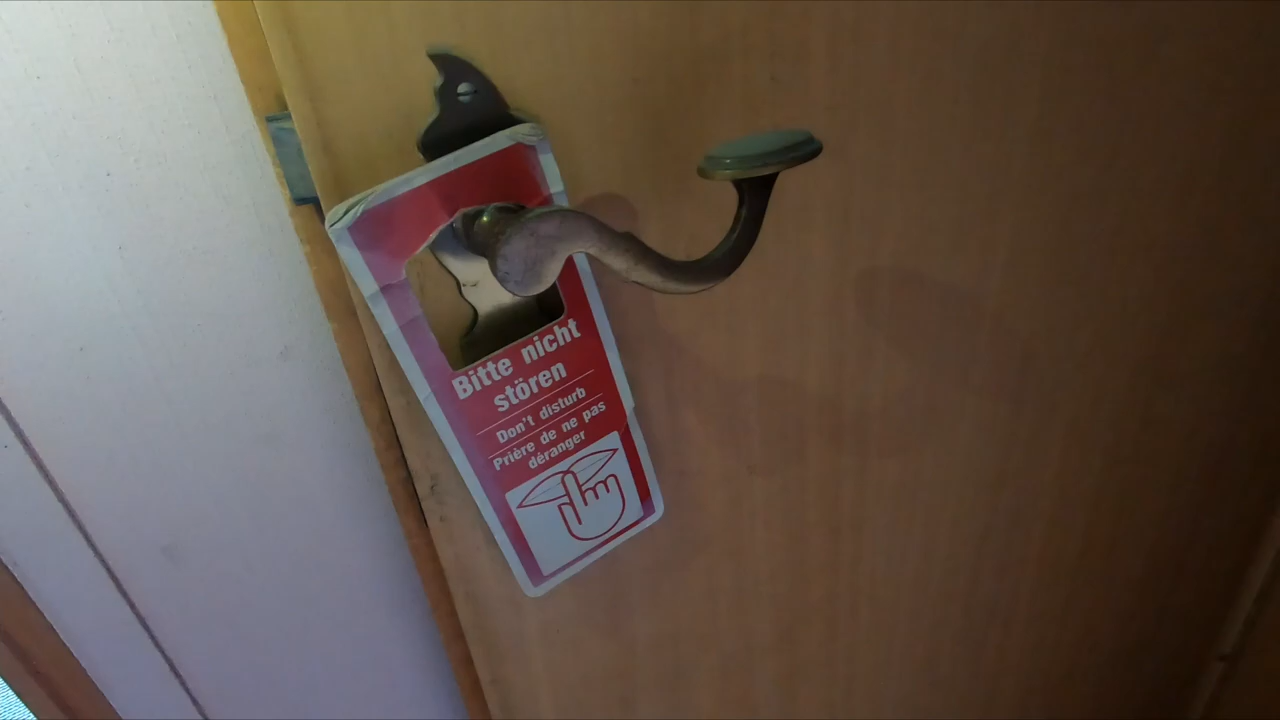 Bitte nicht
stören
Don't disturb
Prière de ne pas
déranger